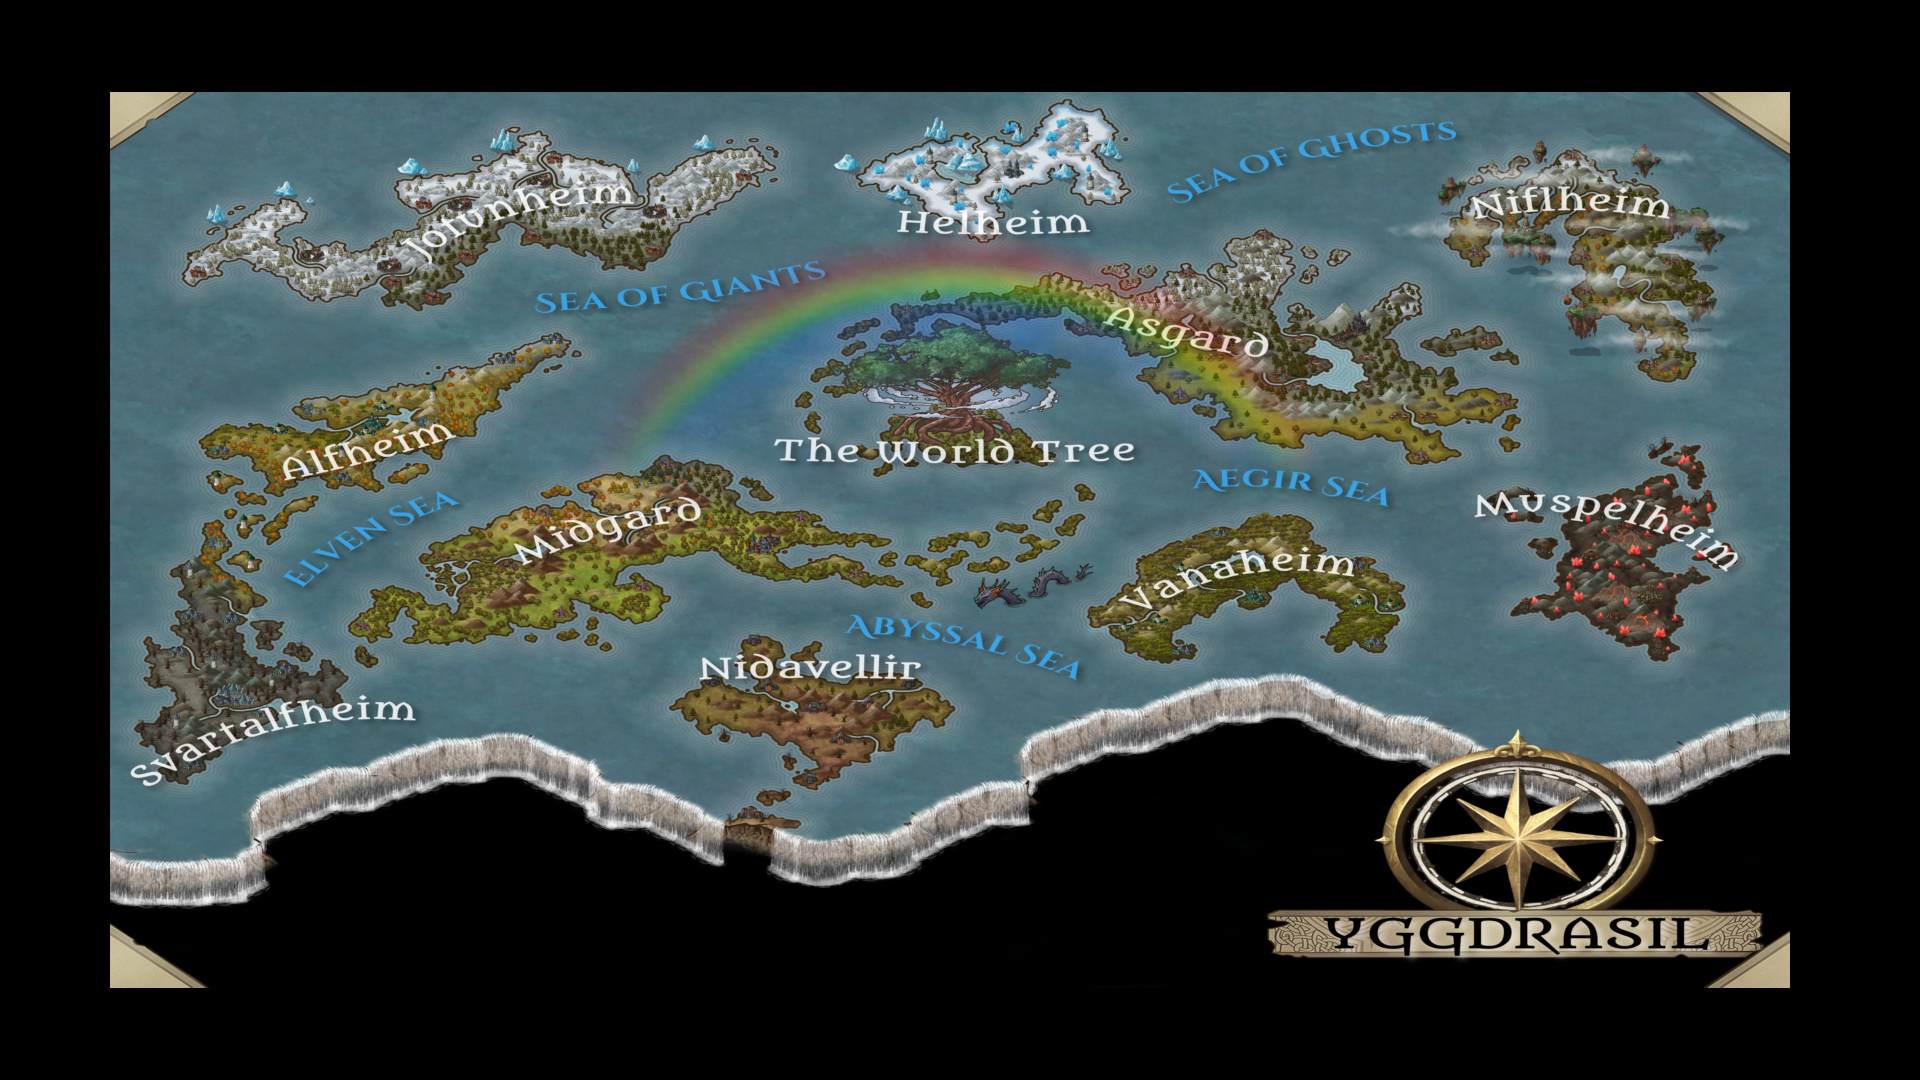 SEA OF GHOSTS
Jotunheim
Helheim
Niflheim
SEA OF GIANTS
Asgard
Alfheim
The World Tree
AEGIR SEA
ELVEN SEA
Midgard
Muspelheim
Vanaheim
ABYSSAL SEA
Nidavellir
Svartalfheim
YGGDRASIL